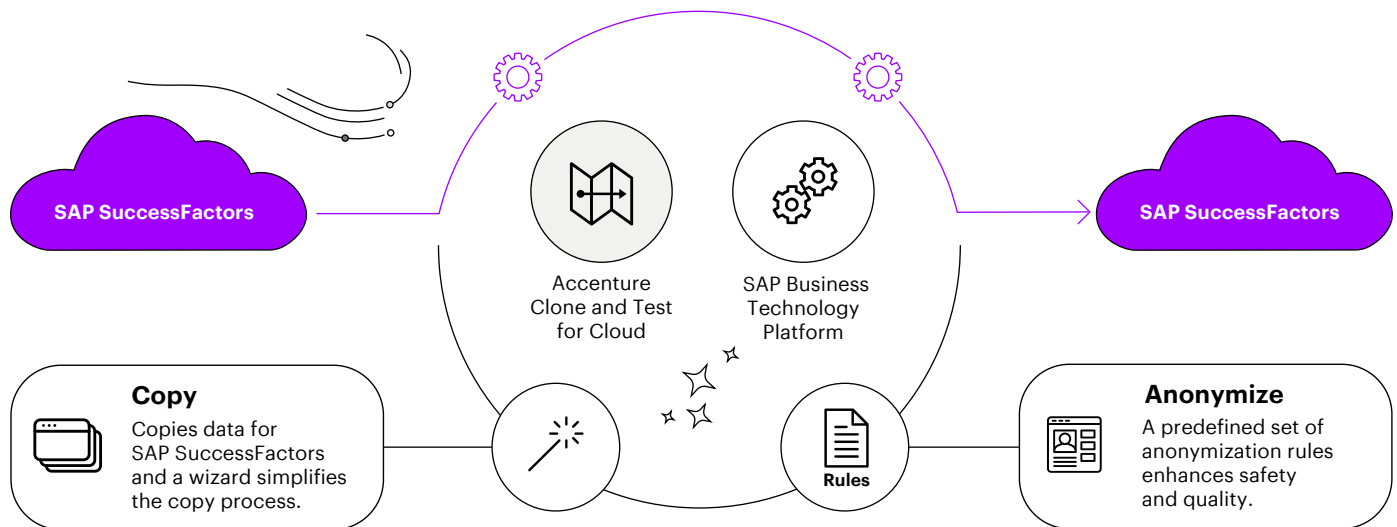 SAP SuccessFactors
SAP SuccessFactors
Accenture
Clone and Test
for Cloud
SAP Business
Technology
Platform
Copy
Copies data for
SAP SuccessFactors
and a wizard simplifies
the copy process.
Rules
Anonymize
A predefined set of
anonymization rules
enhances safety
and quality.